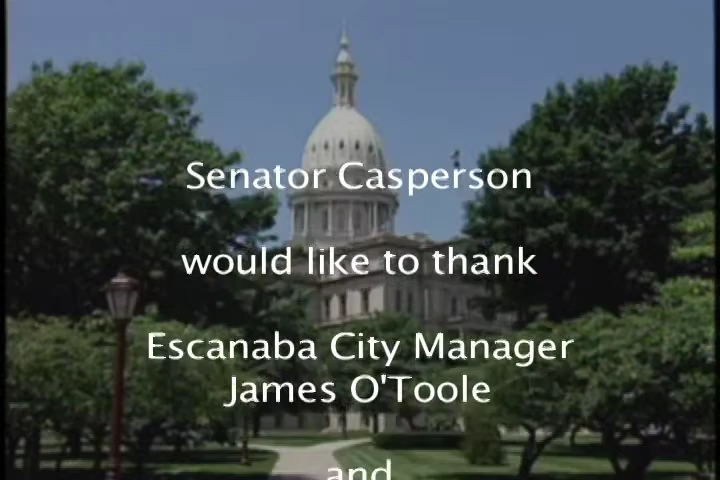 Senator Casperson
would like to thank
Escanaba City Manager
James O'Toole
and